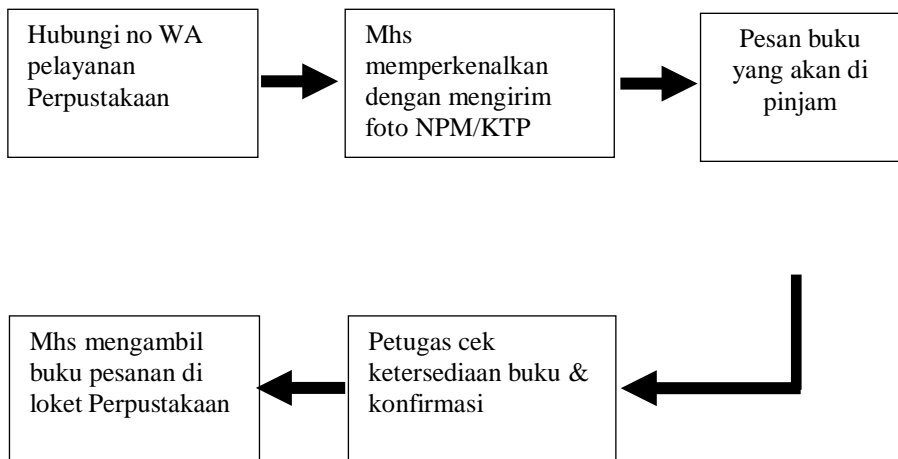 Hubungi no WA
pelayanan
Perpustakaan
Mhs
memperkenalkan
dengan mengirim
foto NPM/KTP
Pesan buku
yang akan di
pinjam
Petugas cek
ketersediaan buku &
konfirmasi
Mhs mengambil
buku pesanan di
loket Perpustakaan